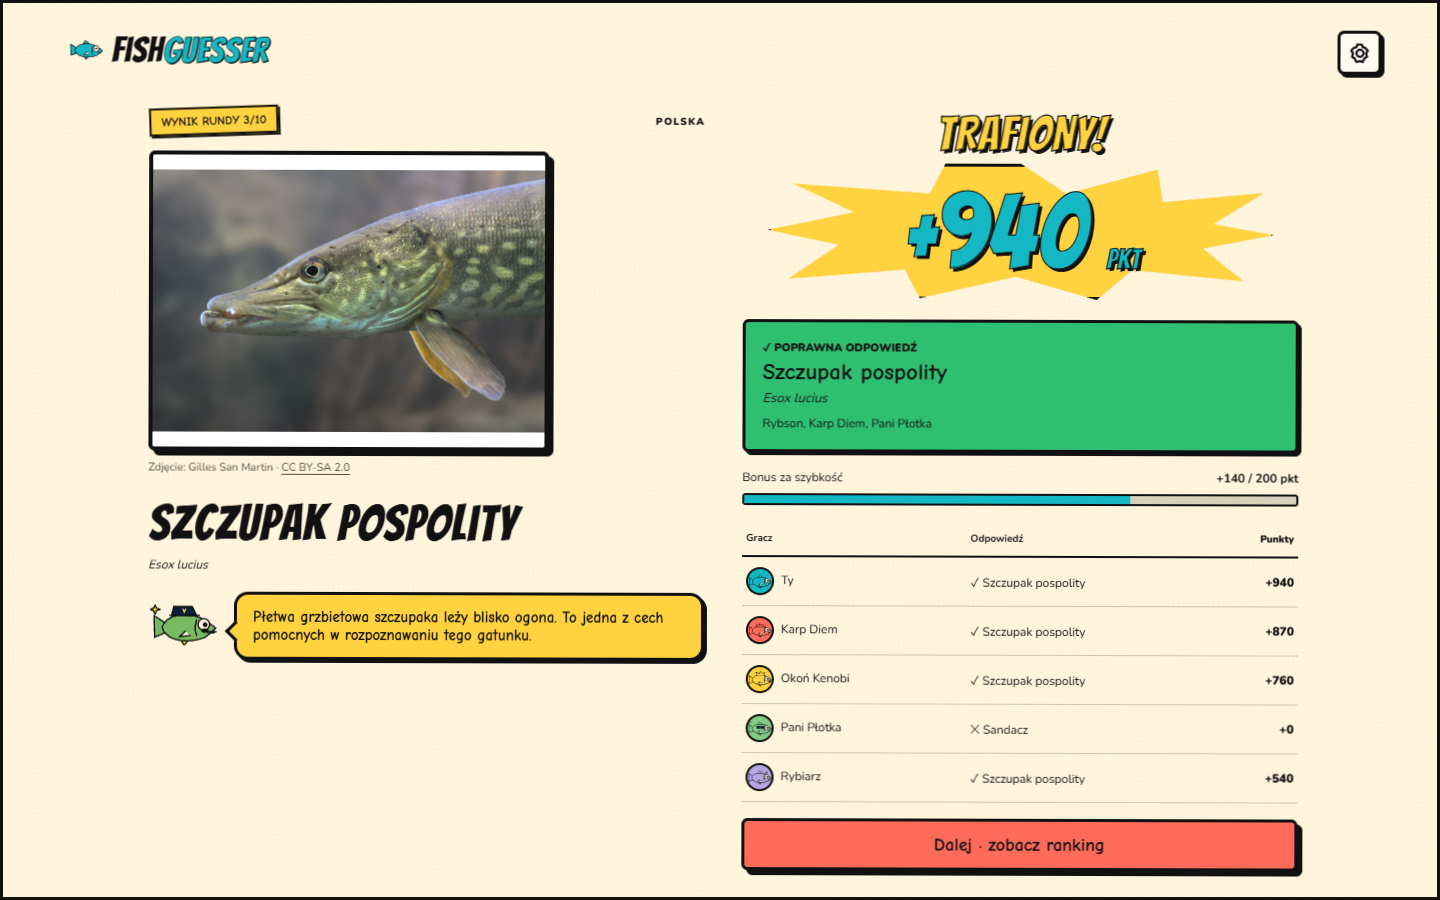 FISHGUESSER
WYNIK RUNDY 3/10
POLSKA
Zdjęcie: Gilles San Martin · CC BY-SA 2.0
SZCZUPAK POSPOLITY
Esox lucius
Płetwa grzbietowa szczupaka leży blisko ogona. To jedna z cech
pomocnych w rozpoznawaniu tego gatunku.
TRAFIONY!
+940 PKT
✓ POPRAWNA ODPOWIEDŹ
Szczupak pospolity
Esox lucius
Rybson, Karp Diem, Pani Płotka
Bonus za szybkość +140 / 200 pkt
Gracz Odpowiedź Punkty
Ty ✓ Szczupak pospolity +940
Karp Diem ✓ Szczupak pospolity +870
Okoń Kenobi ✓ Szczupak pospolity +760
Pani Płotka ✕ Sandacz +0
Rybiarz ✓ Szczupak pospolity +540
Dalej · zobacz ranking